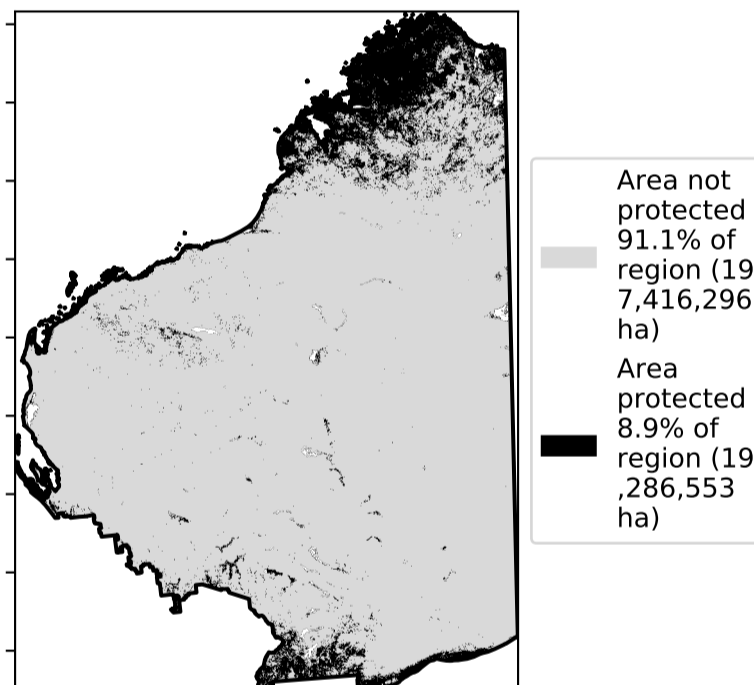 Area not
protected
91.1% of
region (19
7,416,296
ha)
Area
protected
8.9% of
region (19
,286,553
ha)